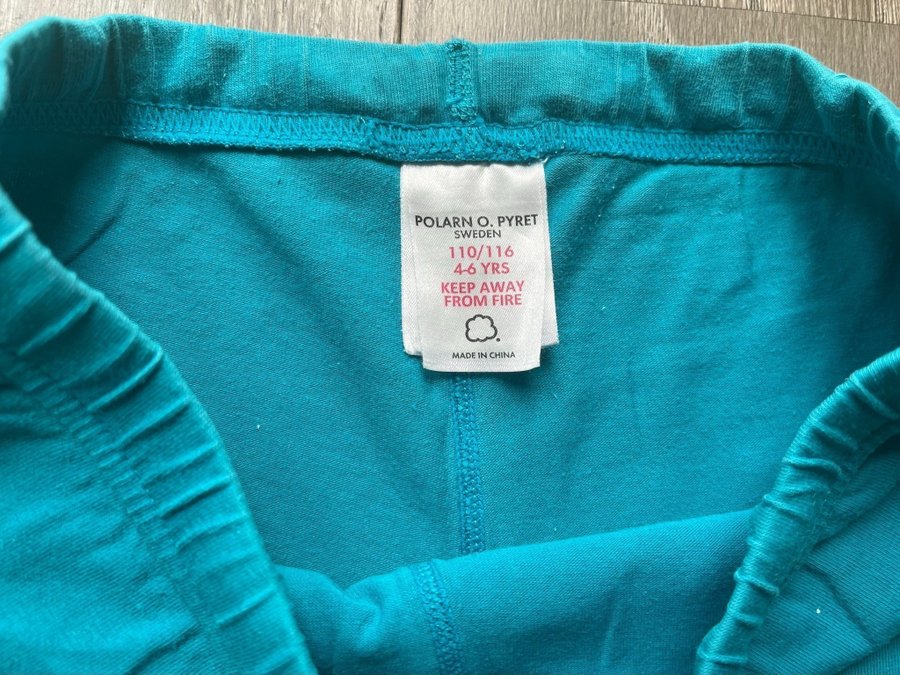 POLARN O. PYRET
SWEDEN
110/116
4-6 YRS
KEEP AWAY
FROM FIRE
MADE IN CHINA